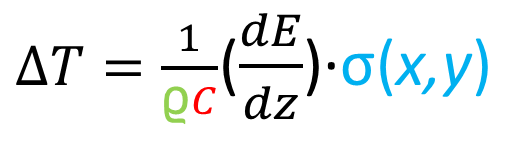 ΔT = 1/ϱc (dE/dz)·σ(x,y)